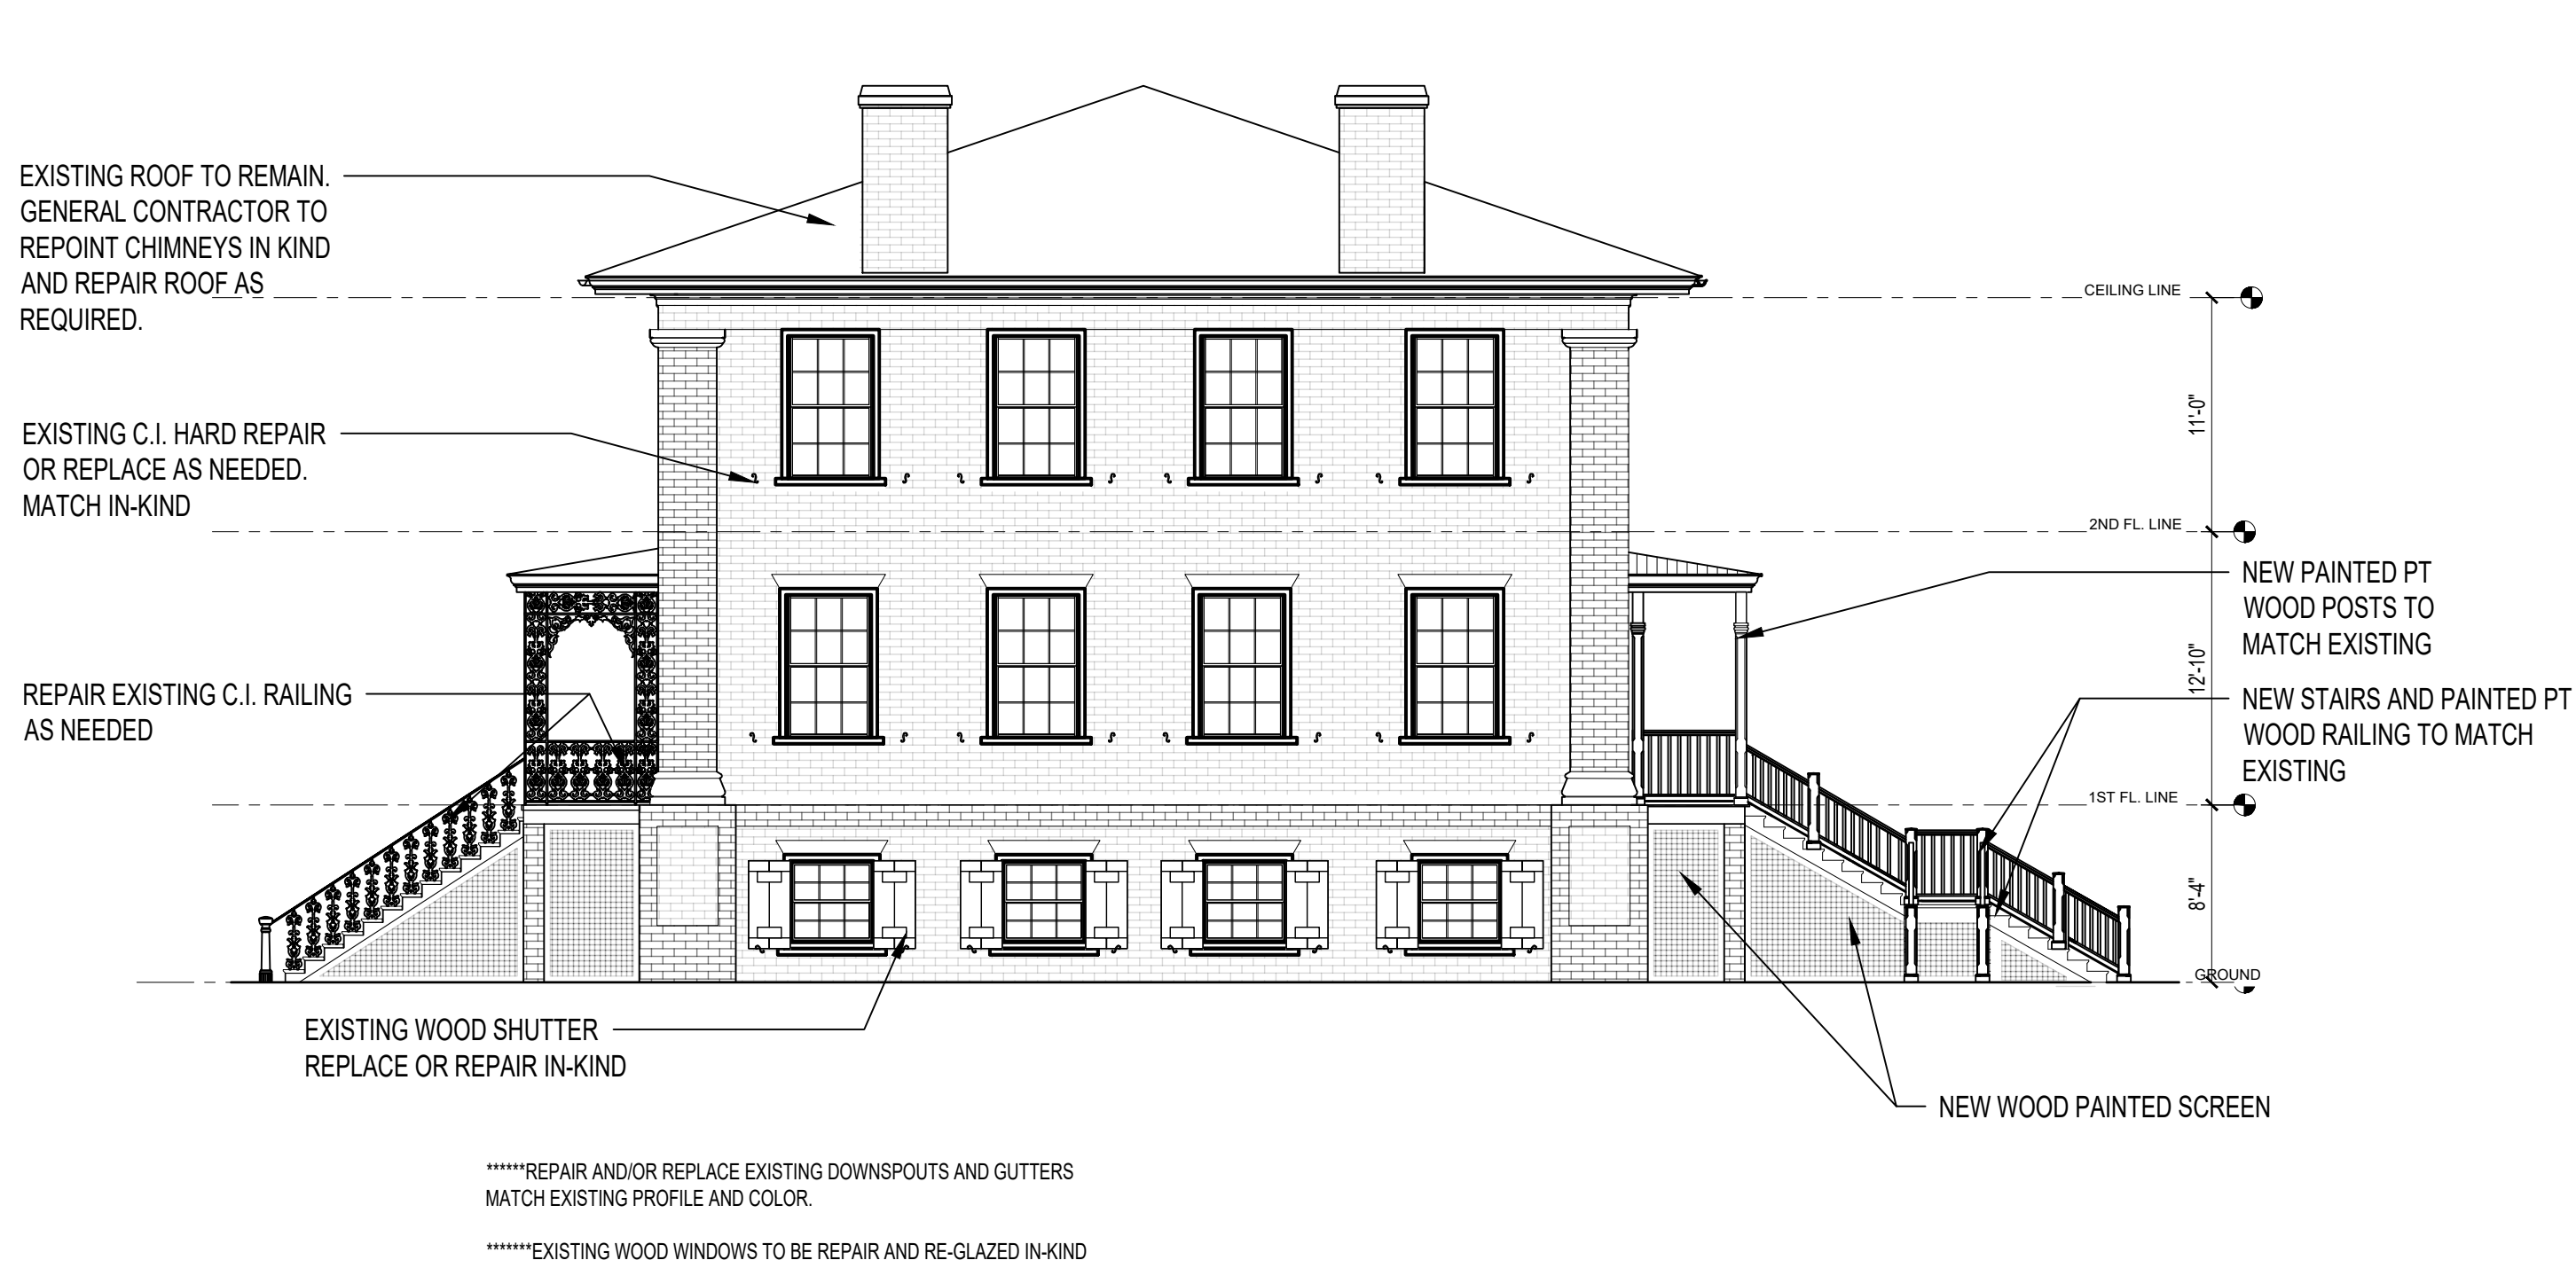 EXISTING ROOF TO REMAIN.
GENERAL CONTRACTOR TO
REPOINT CHIMNEYS IN KIND
AND REPAIR ROOF AS
REQUIRED.
CEILING LINE
11'-0"
EXISTING C.I. HARD REPAIR
OR REPLACE AS NEEDED.
MATCH IN-KIND
2ND FL. LINE
NEW PAINTED PT
WOOD POSTS TO
MATCH EXISTING
12'-10"
REPAIR EXISTING C.I. RAILING
AS NEEDED
NEW STAIRS AND PAINTED PT
WOOD RAILING TO MATCH
EXISTING
1ST FL. LINE
8'-4"
GROUND
EXISTING WOOD SHUTTER
REPLACE OR REPAIR IN-KIND
NEW WOOD PAINTED SCREEN
******REPAIR AND/OR REPLACE EXISTING DOWNSPOUTS AND GUTTERS
MATCH EXISTING PROFILE AND COLOR.
*******EXISTING WOOD WINDOWS TO BE REPAIR AND RE-GLAZED IN-KIND